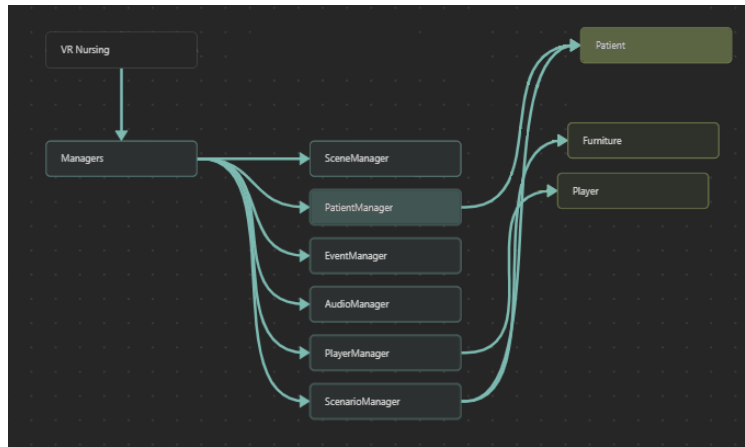 VR Nursing
Patient
Managers
SceneManager
Furniture
PatientManager
Player
EventManager
AudioManager
PlayerManager
ScenarioManager